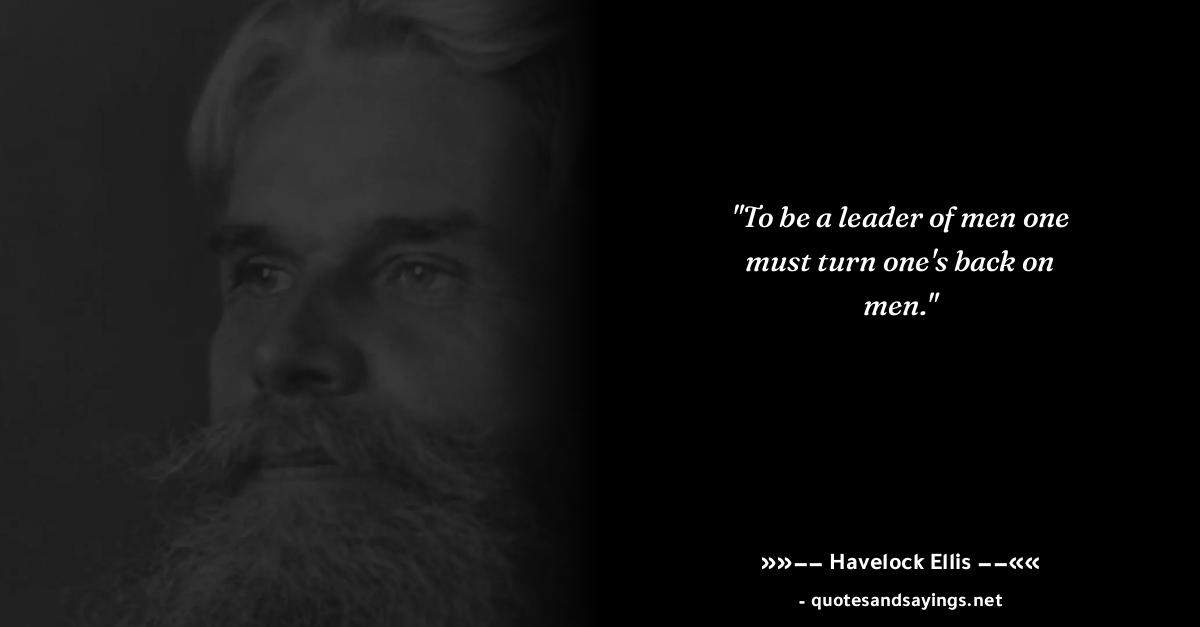 "To be a leader of men one
must turn one's back on
men."
»»–– Havelock Ellis ––««
- quotesandsayings.net